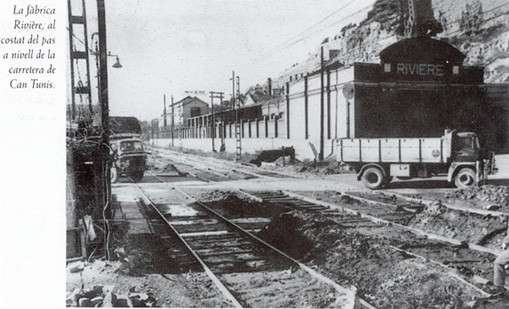 La fàbrica
Rivière, al
costat del pas
a nivell de la
carretera de
Can Tunis.
RIVIERE